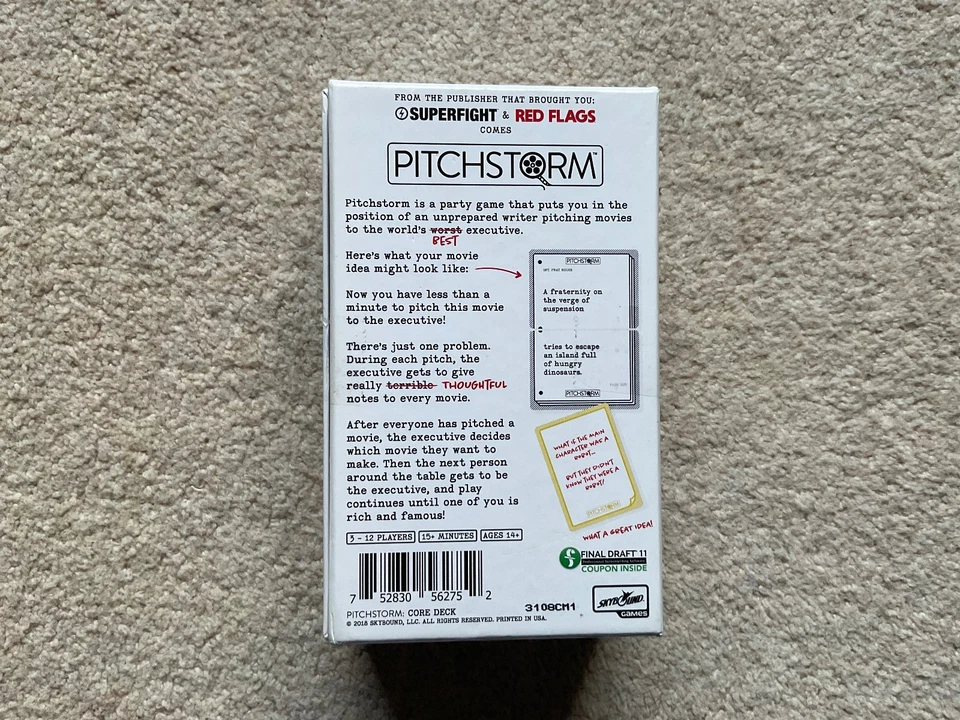 FROM THE PUBLISHER THAT BROUGHT YOU:
SUPERFIGHT & RED FLAGS
COMES
PITCHSTORM™
Pitchstorm is a party game that puts you in the
position of an unprepared writer pitching movies
to the world's worst executive.
BEST
Here's what your movie
idea might look like:
Now you have less than a
minute to pitch this movie
to the executive!
There's just one problem.
During each pitch, the
executive gets to give
really terrible THOUGHTFUL
notes to every movie.
After everyone has pitched a
movie, the executive decides
which movie they want to
make. Then the next person
around the table gets to be
the executive, and play
continues until one of you is
rich and famous!
PITCHSTORM
A fraternity on
the verge of
suspension
tries to escape
an island full
of hungry
dinosaurs.
PITCHSTORM
WHAT IF THE MAIN
CHARACTER WAS A
ROBOT...
BUT THEY DIDN'T
KNOW THEY WERE A
ROBOT?
PITCHSTORM
WHAT A GREAT IDEA!
3 - 12 PLAYERS 15+ MINUTES AGES 14+
FINAL DRAFT 11
COUPON INSIDE
7 52830 56275 2
3108CM1
SKYBOUND
GAMES
PITCHSTORM: CORE DECK
© 2018 SKYBOUND, LLC. ALL RIGHTS RESERVED. PRINTED IN USA.